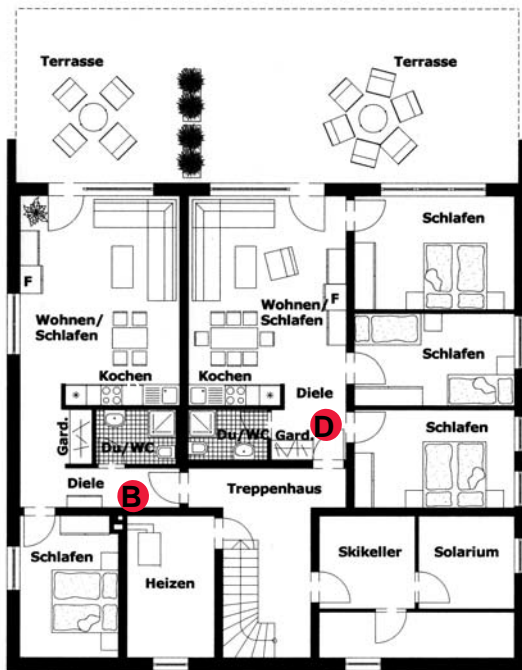 Terrasse
Terrasse
Schlafen
F
Wohnen/
Schlafen
Wohnen/
Schlafen
F
Schlafen
Kochen
Kochen
Diele
Gard.
Du/WC
Du/WC
Gard.
D
Schlafen
Diele
B
Treppenhaus
Schlafen
Heizen
Skikeller
Solarium